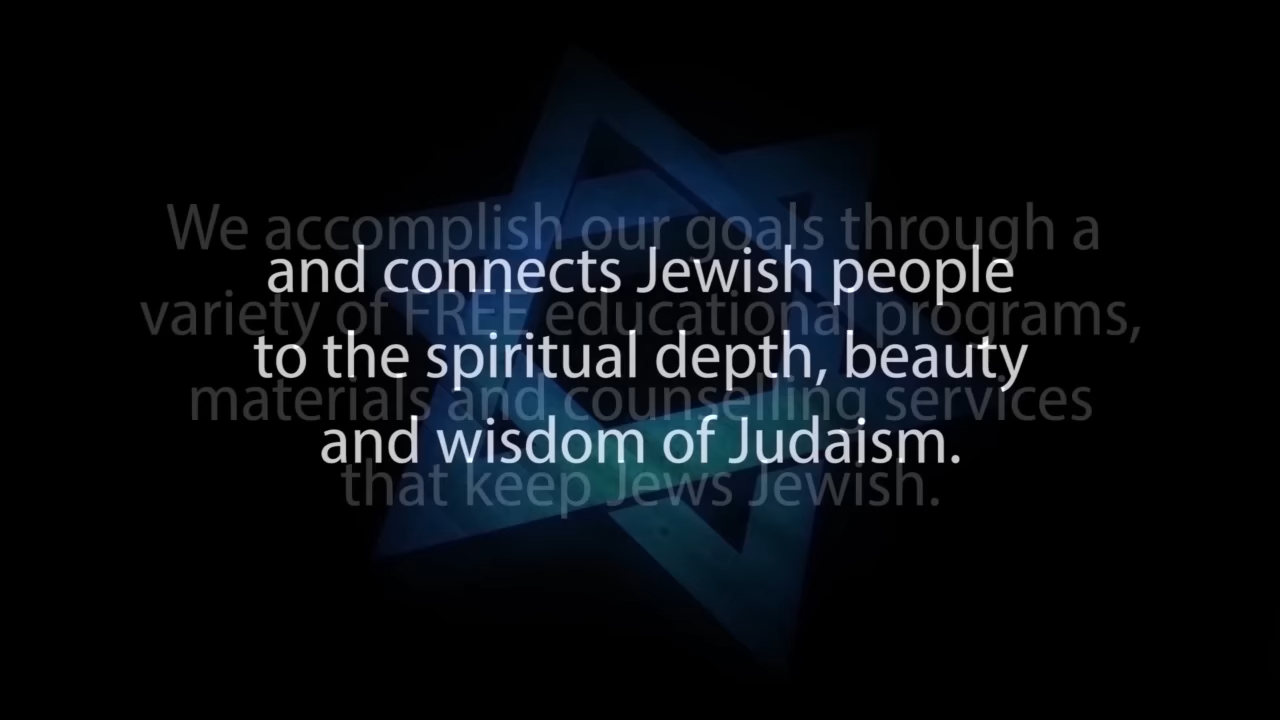 We accomplish our goals through a
and connects Jewish people
variety of FREE educational programs,
to the spiritual depth, beauty
materials and counselling services
and wisdom of Judaism.
that keep Jews Jewish.